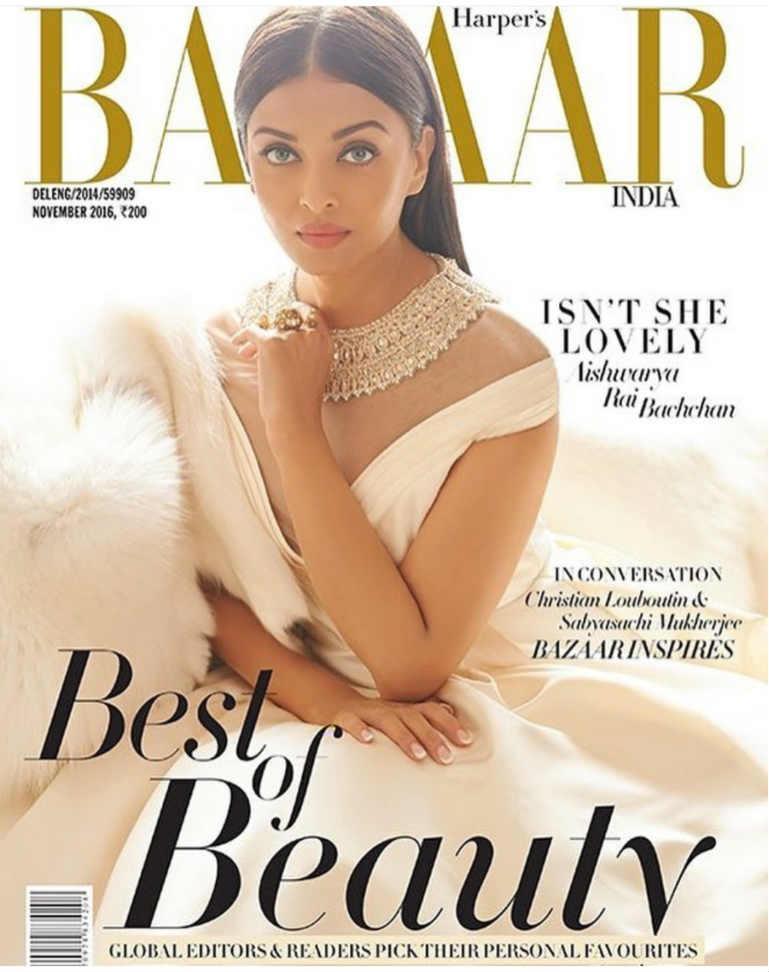 Harper's
BAZAAR
INDIA
DELENG/2014/59909
NOVEMBER 2016, ₹200
ISN'T SHE
LOVELY
Aishwarya
Rai Bachchan
IN CONVERSATION
Christian Louboutin &
Sabyasachi Mukherjee
BAZAAR INSPIRES
Best
of
Beauty
GLOBAL EDITORS & READERS PICK THEIR PERSONAL FAVOURITES